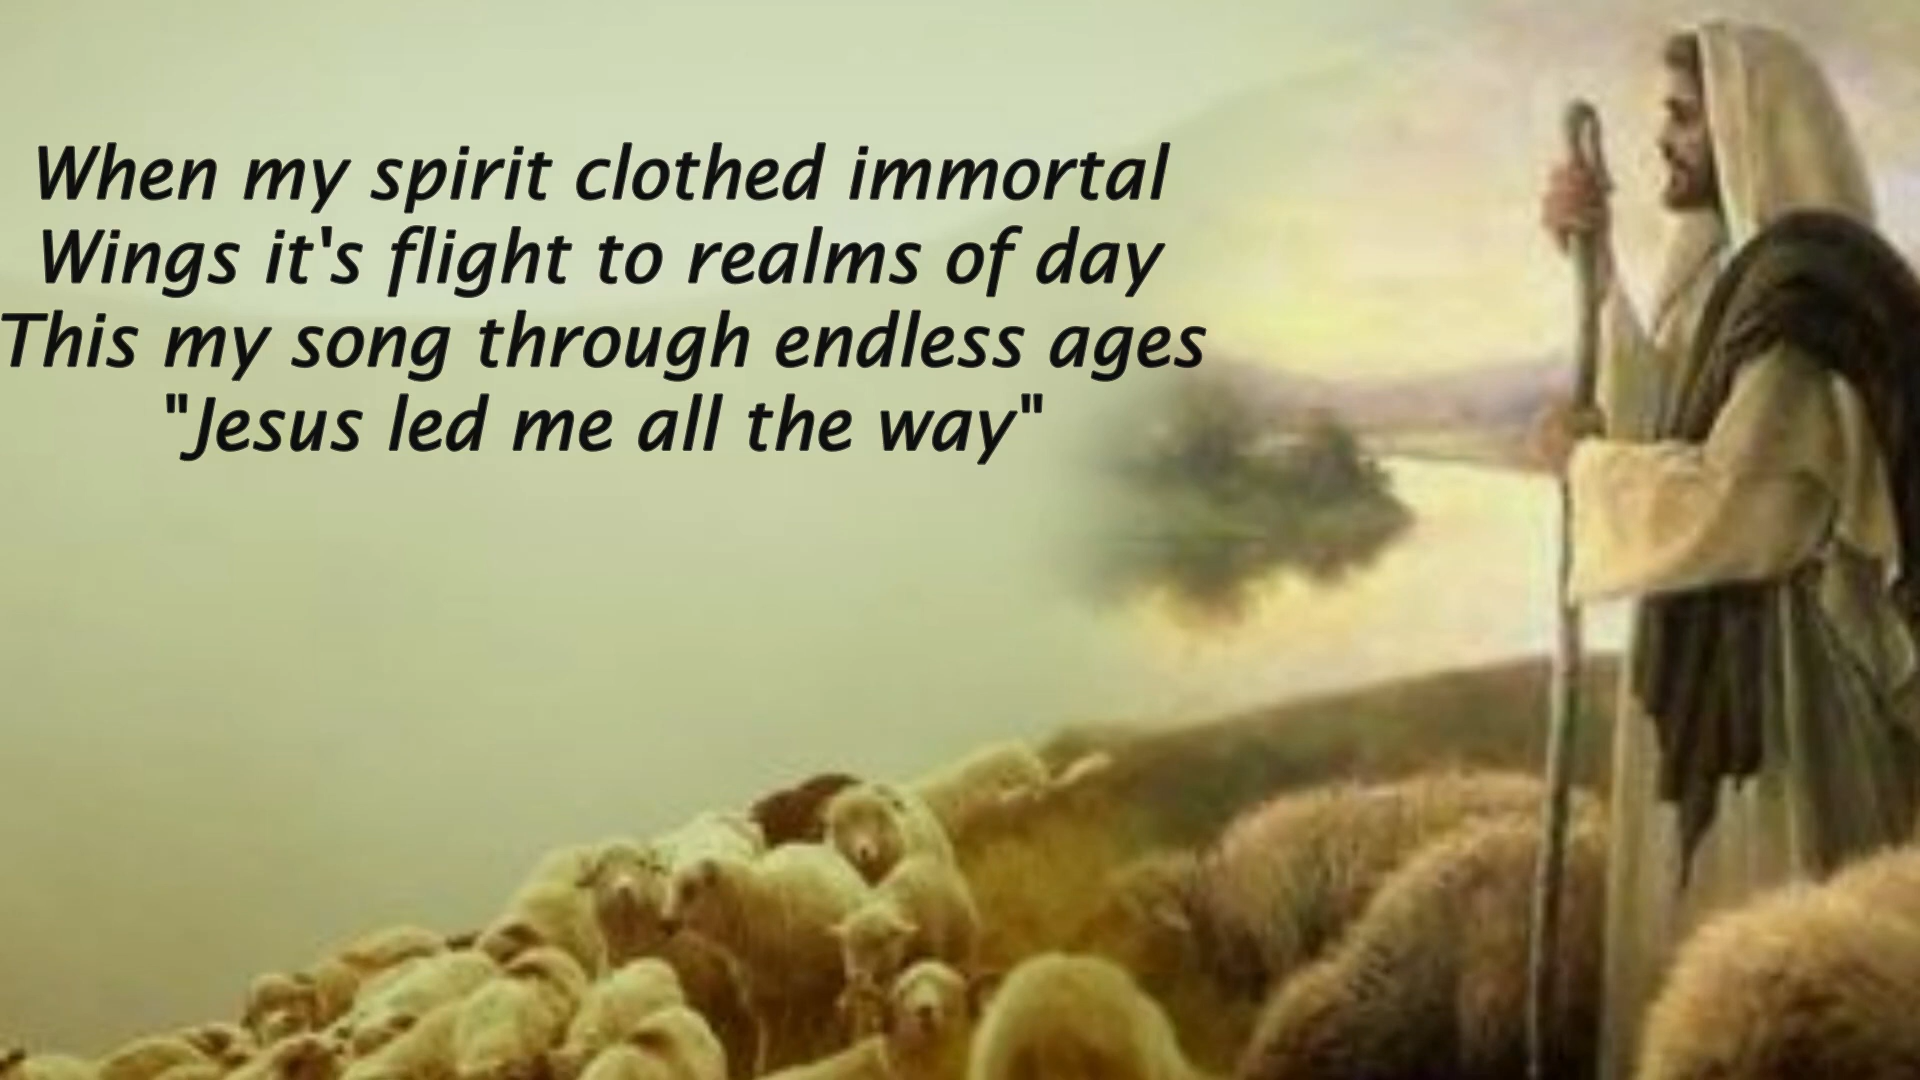 When my spirit clothed immortal
Wings it's flight to realms of day
This my song through endless ages
"Jesus led me all the way"